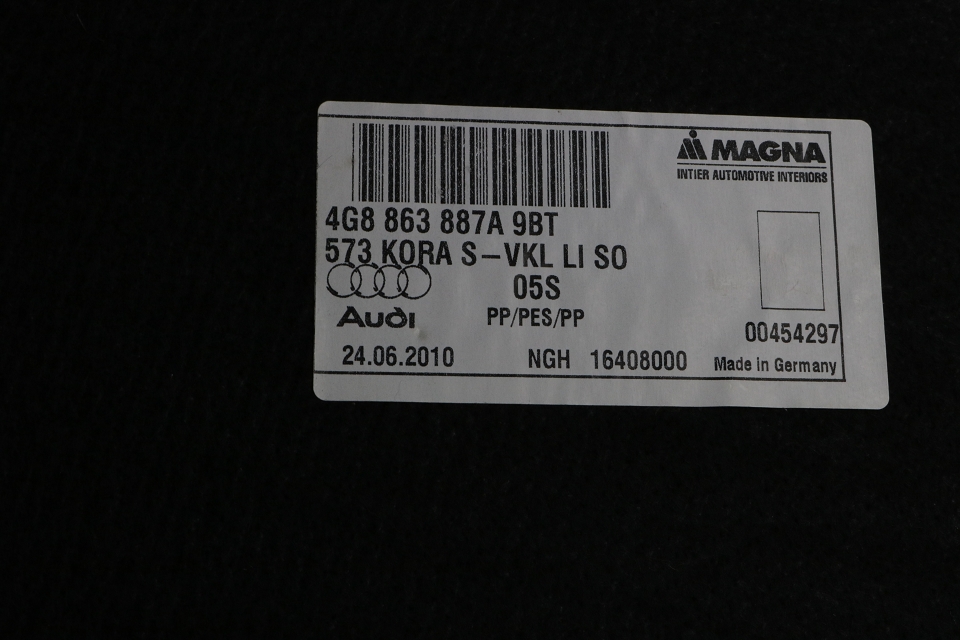 MAGNA
INTIER AUTOMOTIVE INTERIORS
4G8 863 887A 9BT
573 KORA S-VKL LI SO
05S
Audi
PP/PES/PP
00454297
24.06.2010 NGH 16408000 Made in Germany